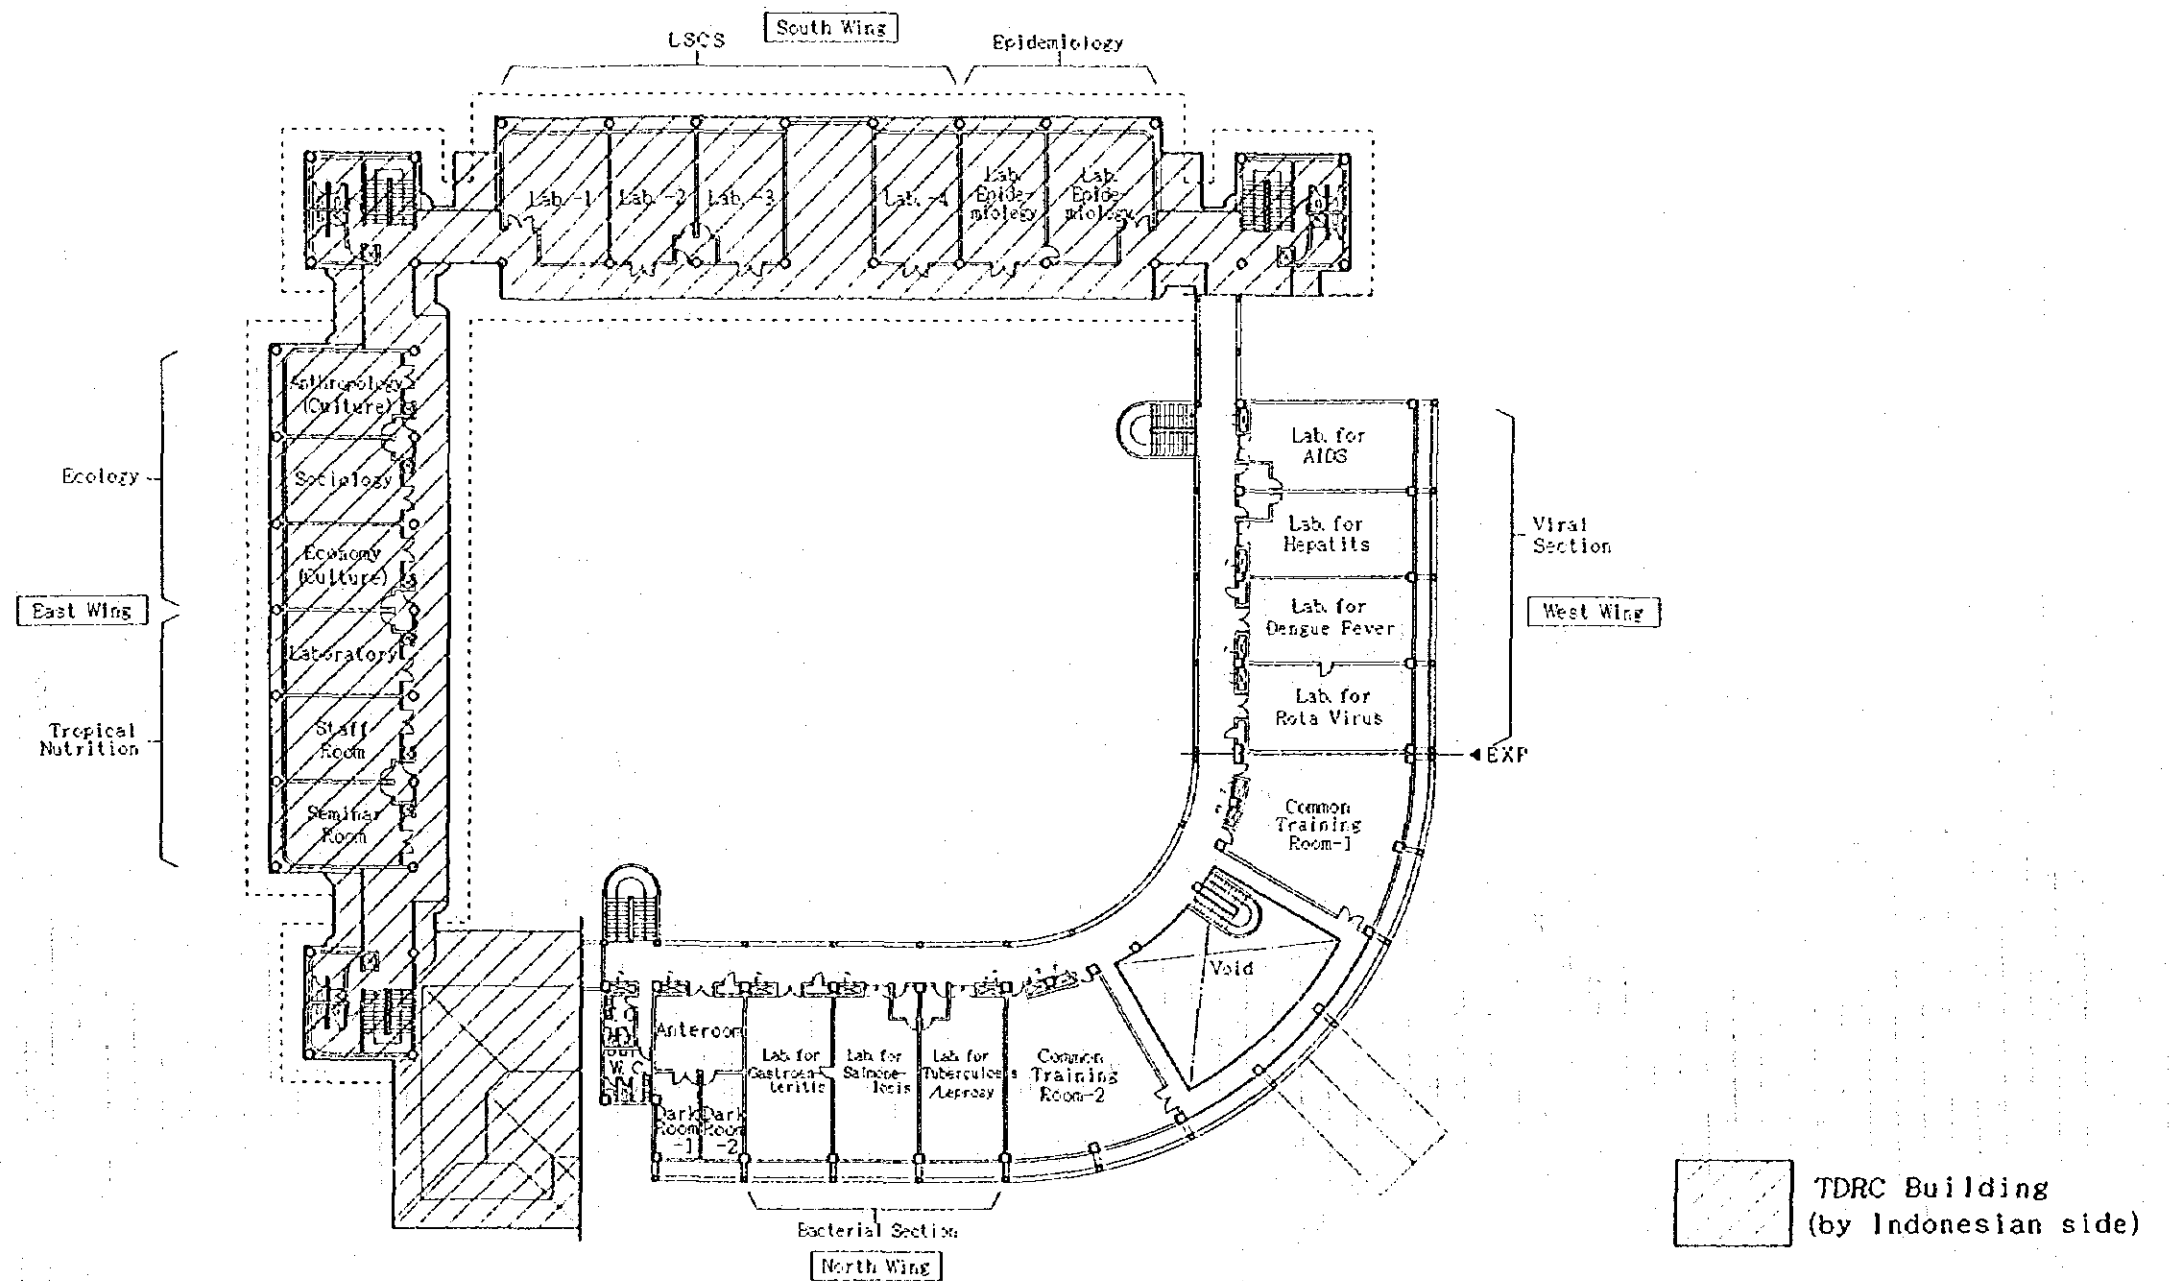 South Wing
LSCS
Epidemiology
Lab. -1
Lab. -2
Lab. -3
Lab. -4
Lab.
Epide-
miology
Lab.
Epide-
miology
Anthropology
(Culture)
Sociology
Economy
(Culture)
Laboratory
Staff
Room
Seminar
Room
Ecology
East Wing
Tropical
Nutrition
Lab. for
AIDS
Lab. for
Hepatits
Lab. for
Dengue Fever
Lab. for
Rota Virus
Viral
Section
West Wing
EXP
Common
Training
Room-1
Void
Anteroom
W C
Dark
Room
-1
Dark
Room
-2
Lab. for
Gastroen-
teritis
Lab. for
Salmone-
losis
Lab. for
Tuberculosis
/Leprosy
Common
Training
Room-2
Bacterial Section
North Wing
TDRC Building
(by Indonesian side)